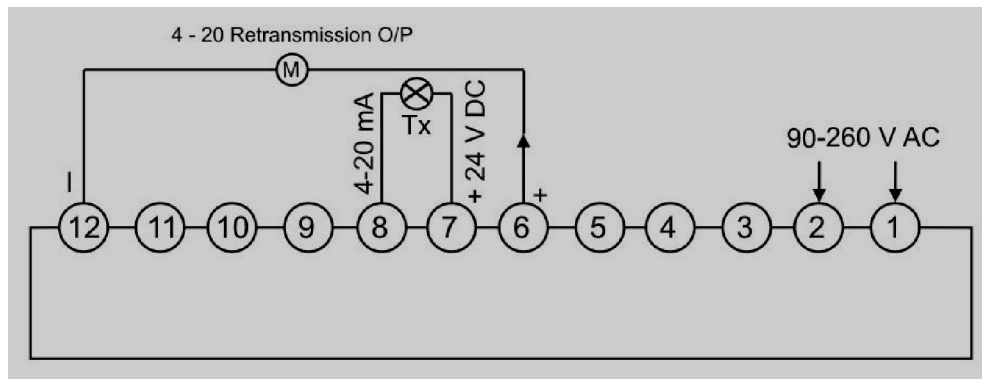 4 - 20 Retransmission O/P
M
4-20 mA
Tx
+ 24 V DC
90-260 V AC
I
+
12 11 10 9 8 7 6 5 4 3 2 1